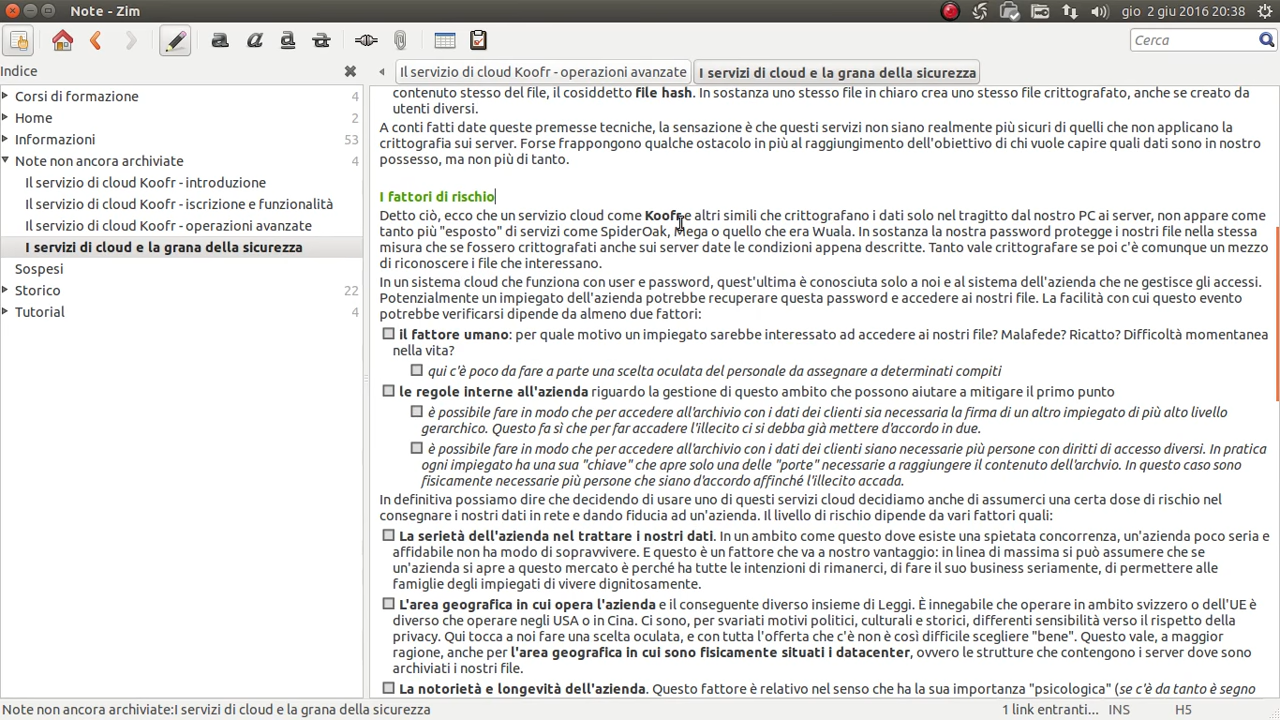 Note - Zim
gio 2 giu 2016 20:38
Cerca
Indice
Il servizio di cloud Koofr - operazioni avanzate
I servizi di cloud e la grana della sicurezza
Corsi di formazione 4
Home 2
Informazioni 53
Note non ancora archiviate 4
Il servizio di cloud Koofr - introduzione
Il servizio di cloud Koofr - iscrizione e funzionalità
Il servizio di cloud Koofr - operazioni avanzate
I servizi di cloud e la grana della sicurezza
Sospesi
Storico 22
Tutorial 4
contenuto stesso del file, il cosiddetto file hash. In sostanza uno stesso file in chiaro crea uno stesso file crittografato, anche se creato da
utenti diversi.
A conti fatti date queste premesse tecniche, la sensazione è che questi servizi non siano realmente più sicuri di quelli che non applicano la
crittografia sui server. Forse frappongono qualche ostacolo in più al raggiungimento dell'obiettivo di chi vuole capire quali dati sono in nostro
possesso, ma non più di tanto.
I fattori di rischio
Detto ciò, ecco che un servizio cloud come Koofr e altri simili che crittografano i dati solo nel tragitto dal nostro PC ai server, non appare come
tanto più "esposto" di servizi come SpiderOak, Mega o quello che era Wuala. In sostanza la nostra password protegge i nostri file nella stessa
misura che se fossero crittografati anche sui server date le condizioni appena descritte. Tanto vale crittografare se poi c'è comunque un mezzo
di riconoscere i file che interessano.
In un sistema cloud che funziona con user e password, quest'ultima è conosciuta solo a noi e al sistema dell'azienda che ne gestisce gli accessi.
Potenzialmente un impiegato dell'azienda potrebbe recuperare questa password e accedere ai nostri file. La facilità con cui questo evento
potrebbe verificarsi dipende da almeno due fattori:
il fattore umano: per quale motivo un impiegato sarebbe interessato ad accedere ai nostri file? Malafede? Ricatto? Difficoltà momentanea
nella vita?
qui c'è poco da fare a parte una scelta oculata del personale da assegnare a determinati compiti
le regole interne all'azienda riguardo la gestione di questo ambito che possono aiutare a mitigare il primo punto
è possibile fare in modo che per accedere all'archivio con i dati dei clienti sia necessaria la firma di un altro impiegato di più alto livello
gerarchico. Questo fa sì che per far accadere l'illecito ci si debba già mettere d'accordo in due.
è possibile fare in modo che per accedere all'archivio con i dati dei clienti siano necessarie più persone con diritti di accesso diversi. In pratica
ogni impiegato ha una sua "chiave" che apre solo una delle "porte" necessarie a raggiungere il contenuto dell'archvio. In questo caso sono
fisicamente necessarie più persone che siano d'accordo affinché l'illecito accada.
In definitiva possiamo dire che decidendo di usare uno di questi servizi cloud decidiamo anche di assumerci una certa dose di rischio nel
consegnare i nostri dati in rete e dando fiducia ad un'azienda. Il livello di rischio dipende da vari fattori quali:
La serietà dell'azienda nel trattare i nostri dati. In un ambito come questo dove esiste una spietata concorrenza, un'azienda poco seria e
affidabile non ha modo di sopravvivere. E questo è un fattore che va a nostro vantaggio: in linea di massima si può assumere che se
un'azienda si apre a questo mercato è perché ha tutte le intenzioni di rimanerci, di fare il suo business seriamente, di permettere alle
famiglie degli impiegati di vivere dignitosamente.
L'area geografica in cui opera l'azienda e il conseguente diverso insieme di Leggi. È innegabile che operare in ambito svizzero o dell'UE è
diverso che operare negli USA o in Cina. Ci sono, per svariati motivi politici, culturali e storici, differenti sensibilità verso il rispetto della
privacy. Qui tocca a noi fare una scelta oculata, e con tutta l'offerta che c'è non è così difficile scegliere "bene". Questo vale, a maggior
ragione, anche per l'area geografica in cui sono fisicamente situati i datacenter, ovvero le strutture che contengono i server dove sono
archiviati i nostri file.
La notorietà e longevità dell'azienda. Questo fattore è relativo nel senso che ha la sua importanza "psicologica" (se c'è da tanto è segno
Note non ancora archiviate:I servizi di cloud e la grana della sicurezza
1 link entranti... INS H5